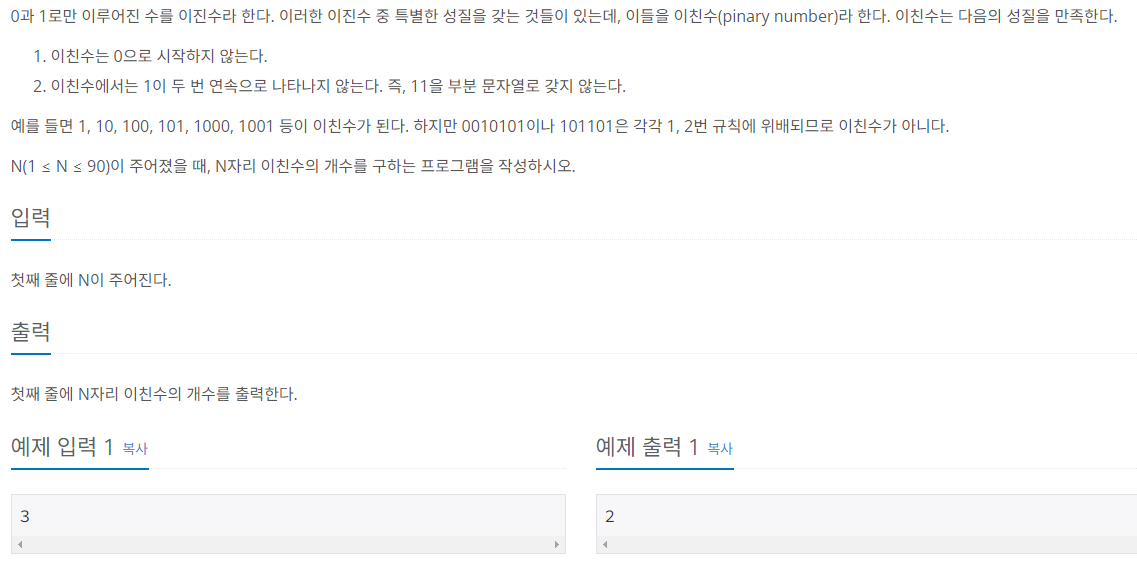 0과 1로만 이루어진 수를 이진수라 한다. 이러한 이진수 중 특별한 성질을 갖는 것들이 있는데, 이들을 이친수(pinary number)라 한다. 이친수는 다음의 성질을 만족한다.
1. 이친수는 0으로 시작하지 않는다.
2. 이친수에서는 1이 두 번 연속으로 나타나지 않는다. 즉, 11을 부분 문자열로 갖지 않는다.
예를 들면 1, 10, 100, 101, 1000, 1001 등이 이친수가 된다. 하지만 0010101이나 101101은 각각 1, 2번 규칙에 위배되므로 이친수가 아니다.
N(1 ≤ N ≤ 90)이 주어졌을 때, N자리 이친수의 개수를 구하는 프로그램을 작성하시오.
입력
첫째 줄에 N이 주어진다.
출력
첫째 줄에 N자리 이친수의 개수를 출력한다.
예제 입력 1 복사
3
예제 출력 1 복사
2